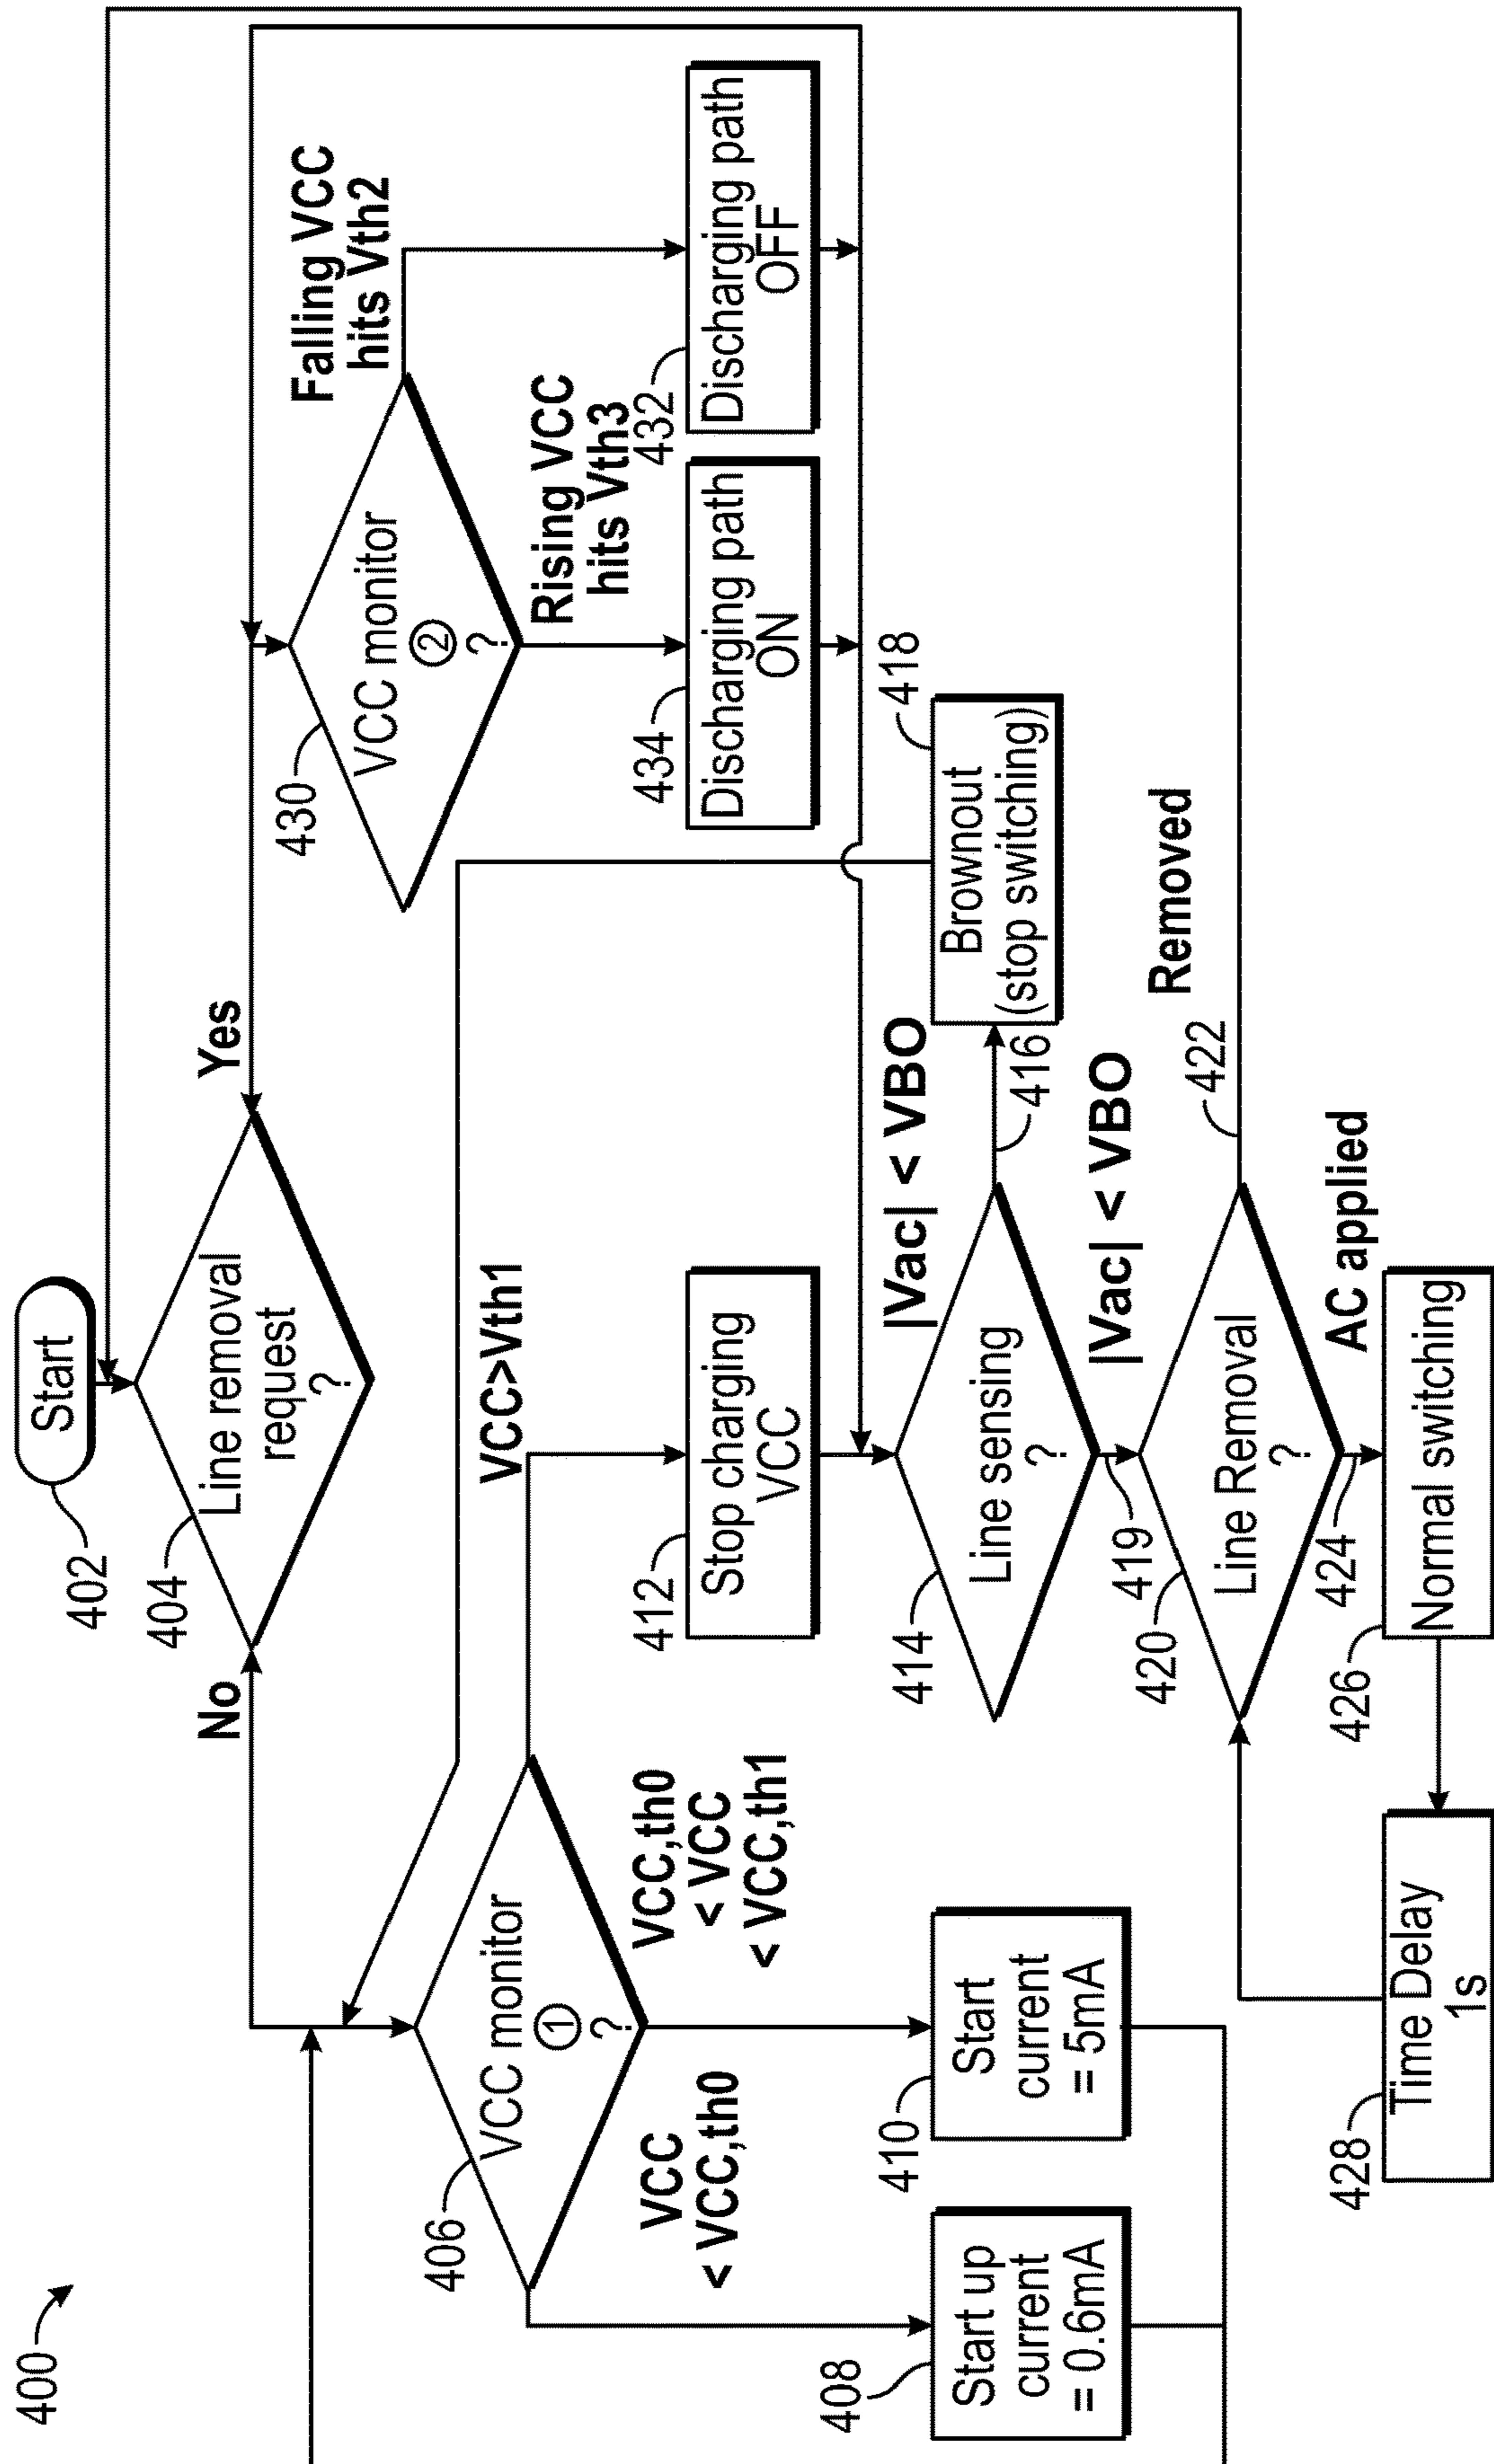 400
Start
402
Line removal
request
?
404
No
Yes
VCC monitor
1
?
406
VCC>Vth1
VCC,th0
< VCC
< VCC,th1
VCC
< VCC,th0
Start up
current
= 0.6mA
408
Start
current
= 5mA
410
Stop charging
VCC
412
VCC monitor
2
?
430
Falling VCC
hits Vth2
Rising VCC
hits Vth3
Discharging path
ON
434
Discharging path
OFF
432
Line sensing
?
414
|Vac| < VBO
416
Brownout
(stop switching)
418
|Vac| < VBO
419
Line Removal
?
420
Removed
422
AC applied
424
Normal switching
426
Time Delay
1s
428